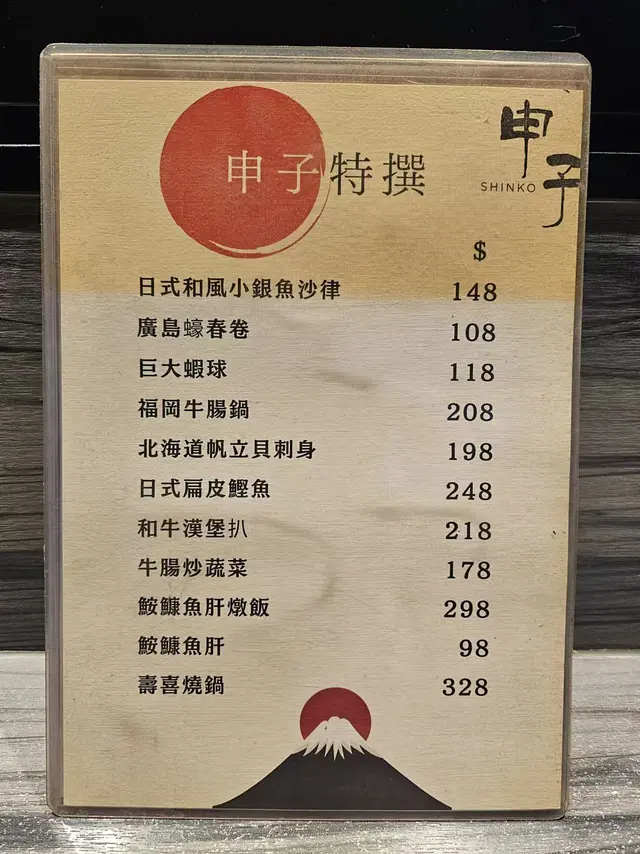 申子特撰
申子
SHINKO
$
日式和風小銀魚沙律 148
廣島蠔春卷 108
巨大蝦球 118
福岡牛腸鍋 208
北海道帆立貝刺身 198
日式扁皮鰹魚 248
和牛漢堡扒 218
牛腸炒蔬菜 178
鮟鱇魚肝燉飯 298
鮟鱇魚肝 98
壽喜燒鍋 328